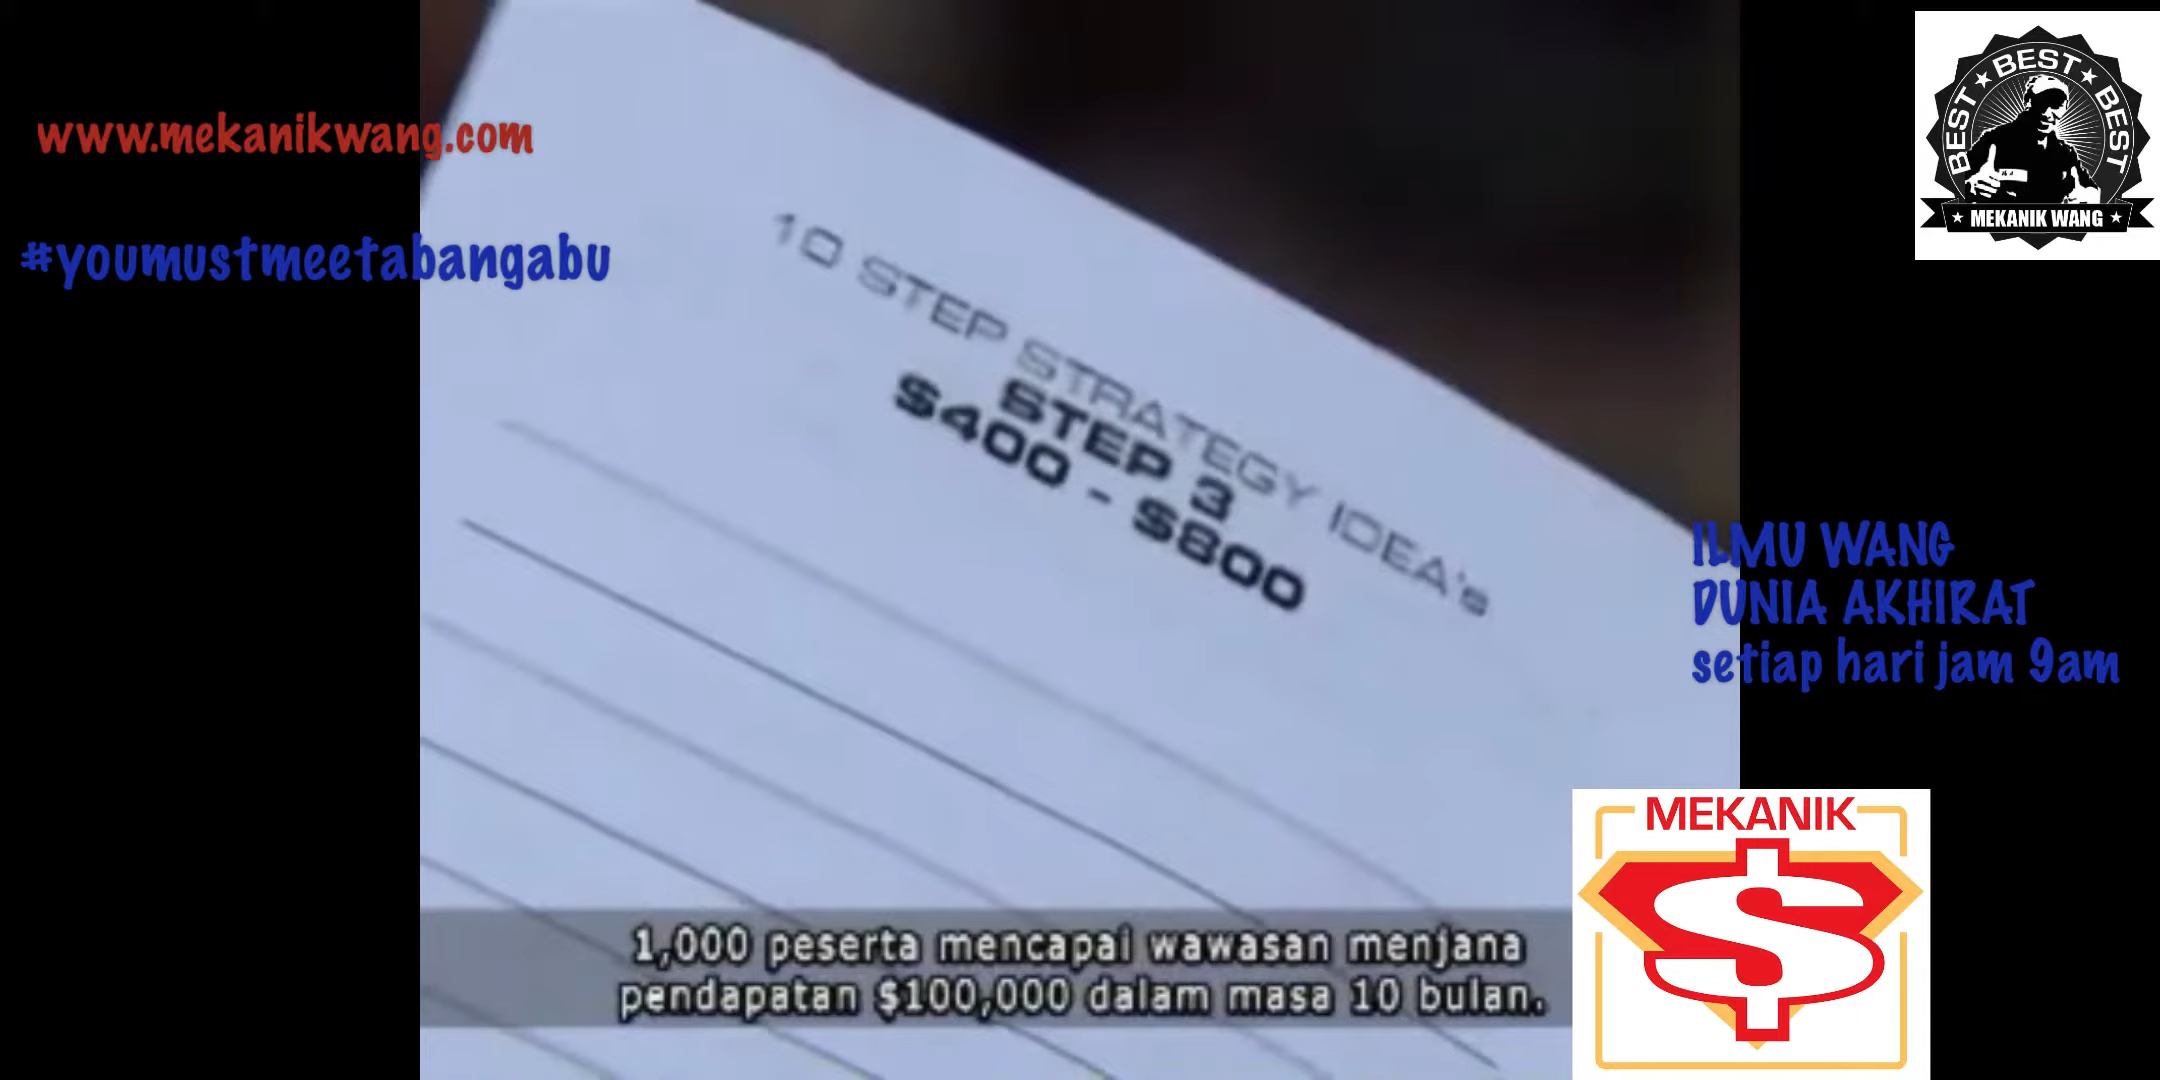 www.mekanikwang.com
#youmustmeetabangabu
BEST BEST BEST
MEKANIK WANG
10 STEP STRATEGY IDEA's
STEP 3
$400 - $800
ILMU WANG
DUNIA AKHIRAT
setiap hari jam 9am
MEKANIK
$
1,000 peserta mencapai wawasan menjana
pendapatan $100,000 dalam masa 10 bulan.